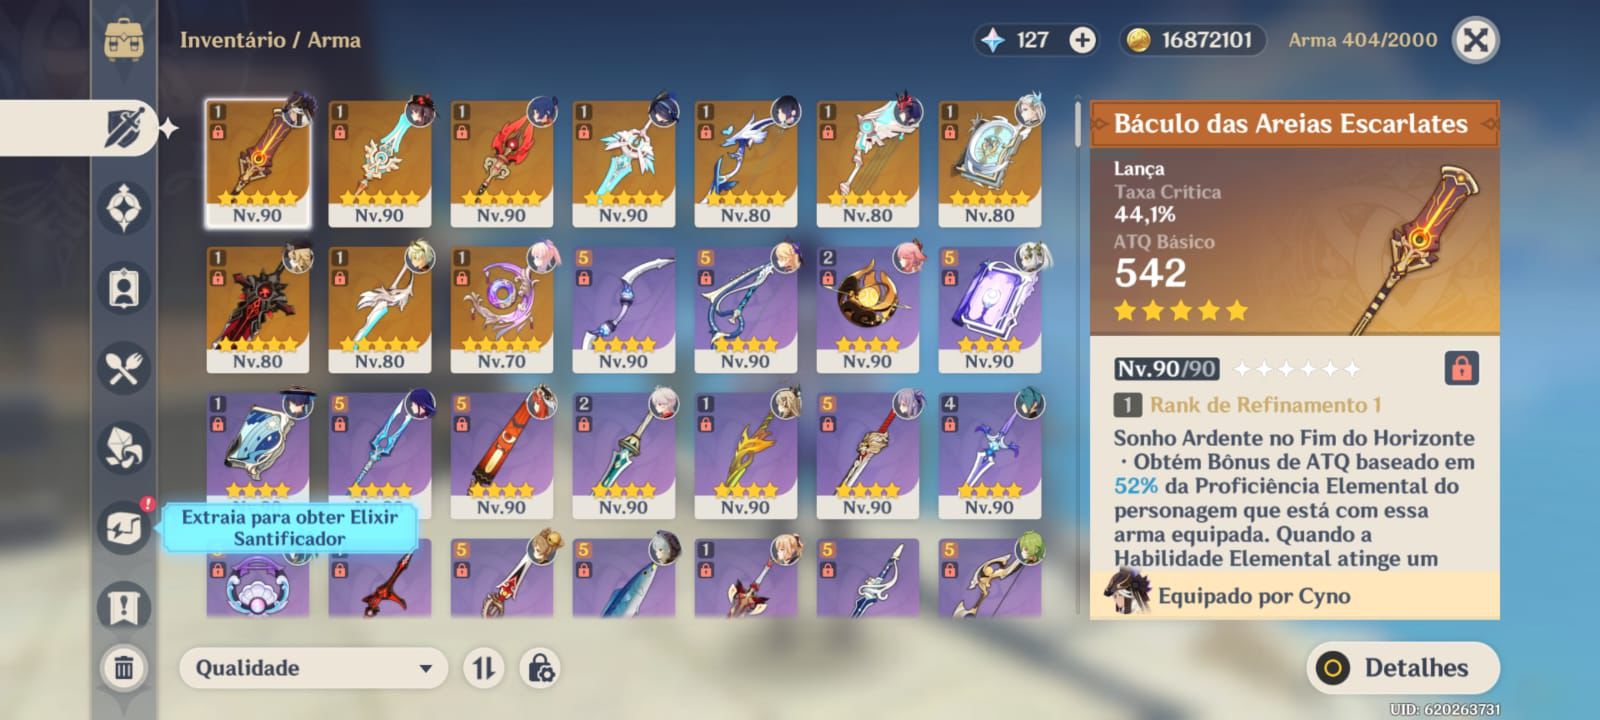 Inventário / Arma
127
16872101
Arma 404/2000
1 1 1 1 1 1 1
Nv.90 Nv.90 Nv.90 Nv.90 Nv.80 Nv.80 Nv.80
1 1 1 5 5 2 5
Nv.80 Nv.80 Nv.70 Nv.90 Nv.90 Nv.90 Nv.90
1 5 5 2 1 5 4
Nv.90 Nv.90 Nv.90 Nv.90 Nv.90
Extraia para obter Elixir
Santificador
5 1 5 5 5
Qualidade
Báculo das Areias Escarlates
Lança
Taxa Crítica
44,1%
ATQ Básico
542
Nv.90/90
1 Rank de Refinamento 1
Sonho Ardente no Fim do Horizonte
· Obtém Bônus de ATQ baseado em
52% da Proficiência Elemental do
personagem que está com essa
arma equipada. Quando a
Habilidade Elemental atinge um
Equipado por Cyno
Detalhes
UID: 620263731